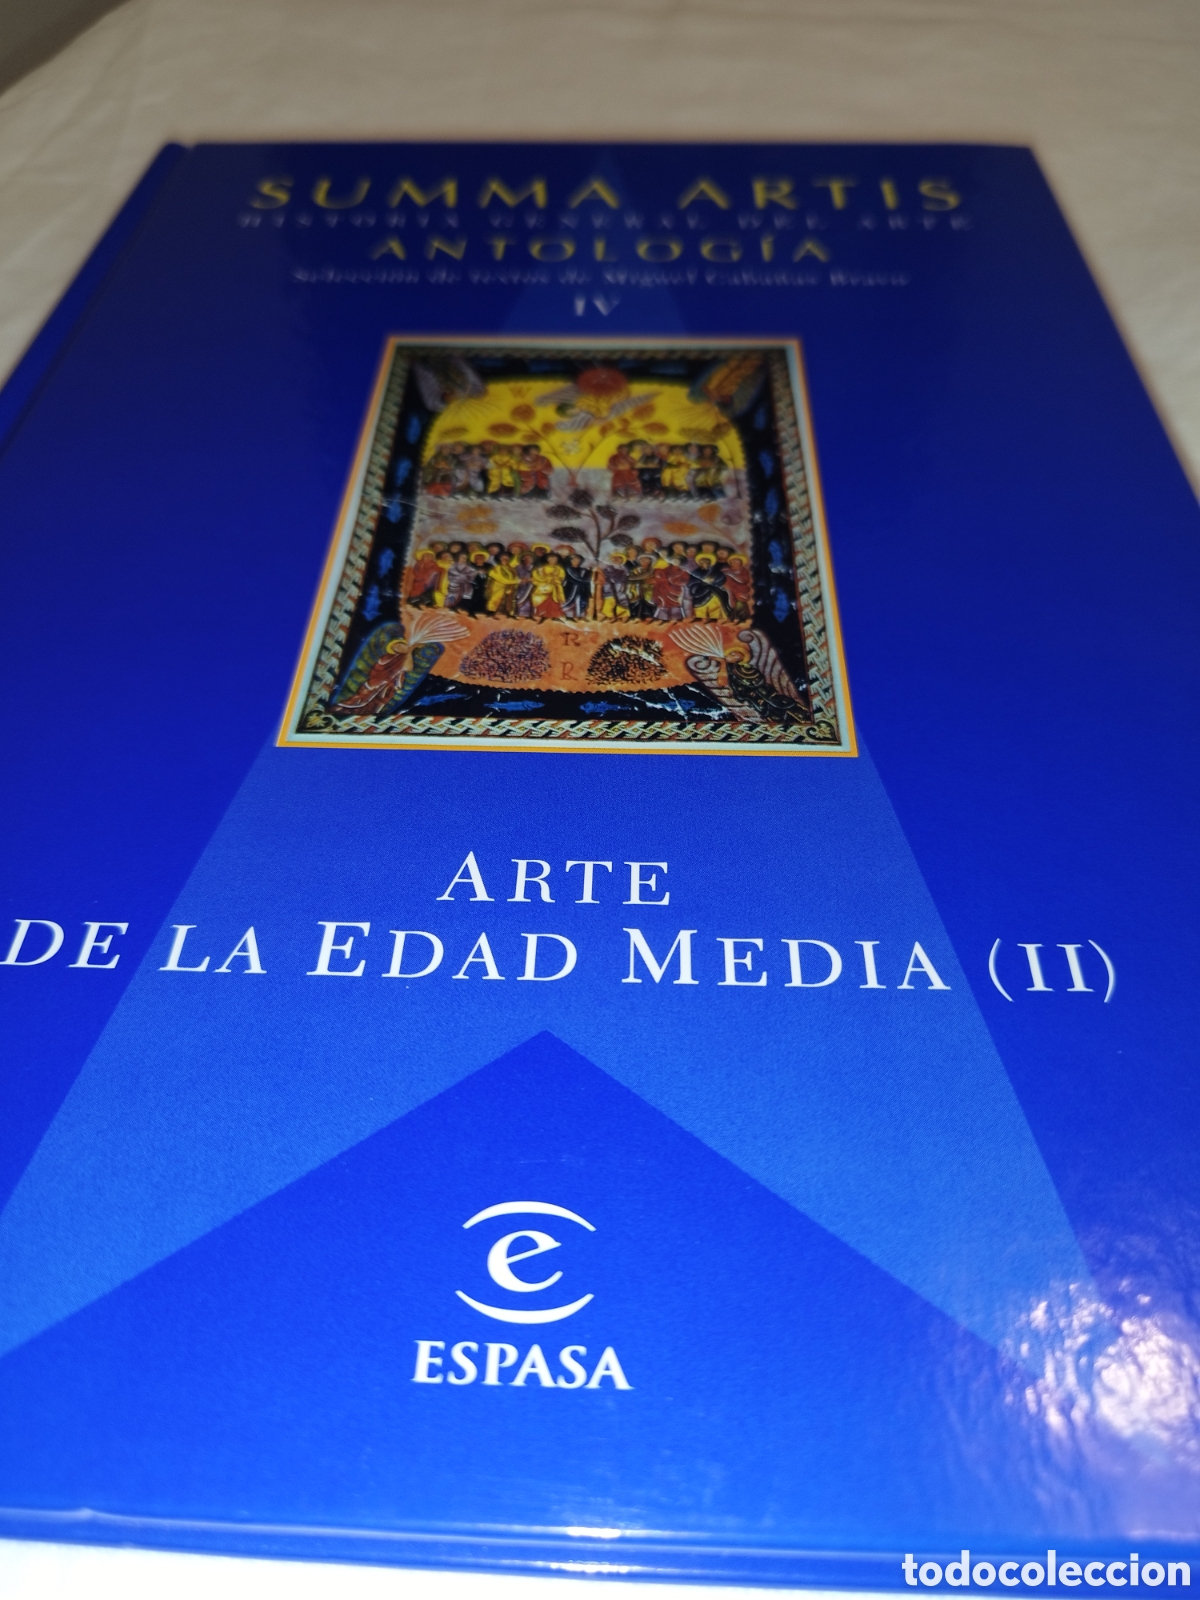 SUMMA ARTIS
HISTORIA GENERAL DEL ARTE
ANTOLOGÍA
Selección de textos de Miguel Cabañas Bravo
IV
ARTE
DE LA EDAD MEDIA (II)
e
ESPASA
todocoleccion